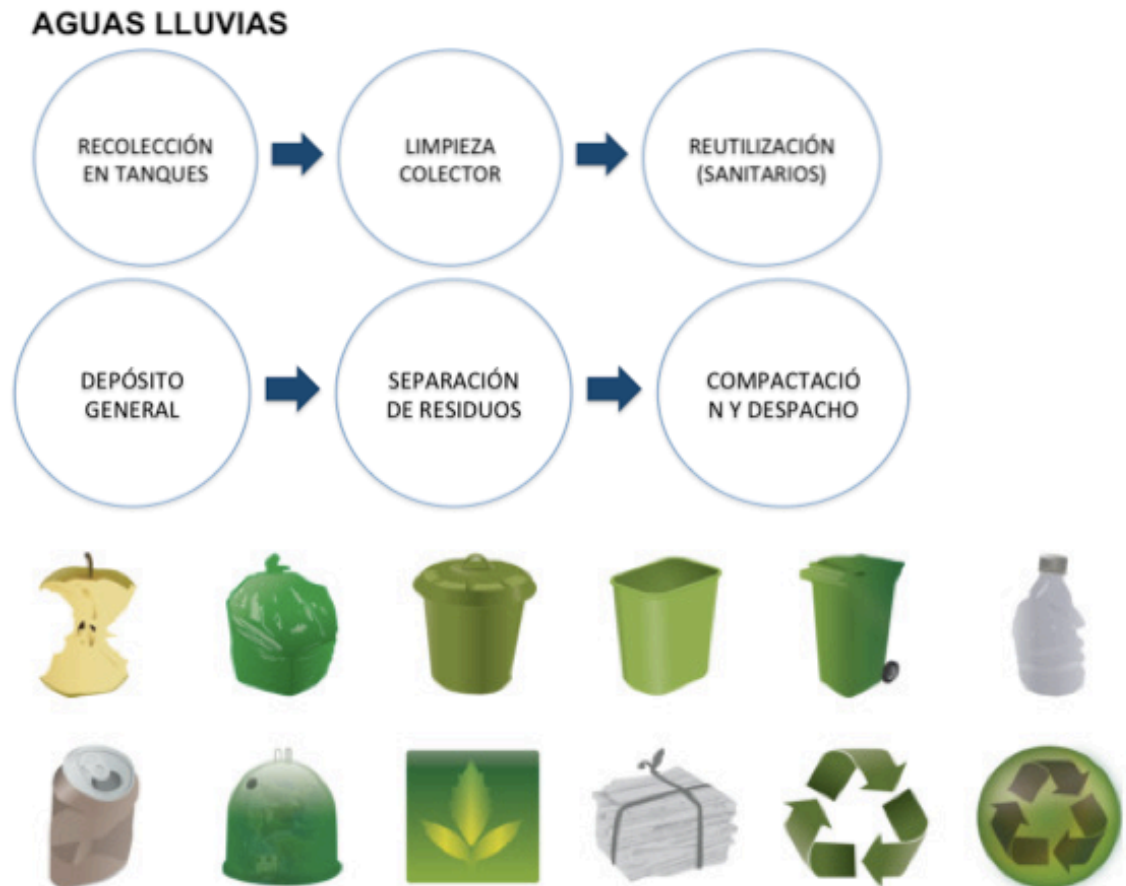 AGUAS LLUVIAS
RECOLECCIÓN
EN TANQUES
LIMPIEZA
COLECTOR
REUTILIZACIÓN
(SANITARIOS)
DEPÓSITO
GENERAL
SEPARACIÓN
DE RESIDUOS
COMPACTACIÓ
N Y DESPACHO